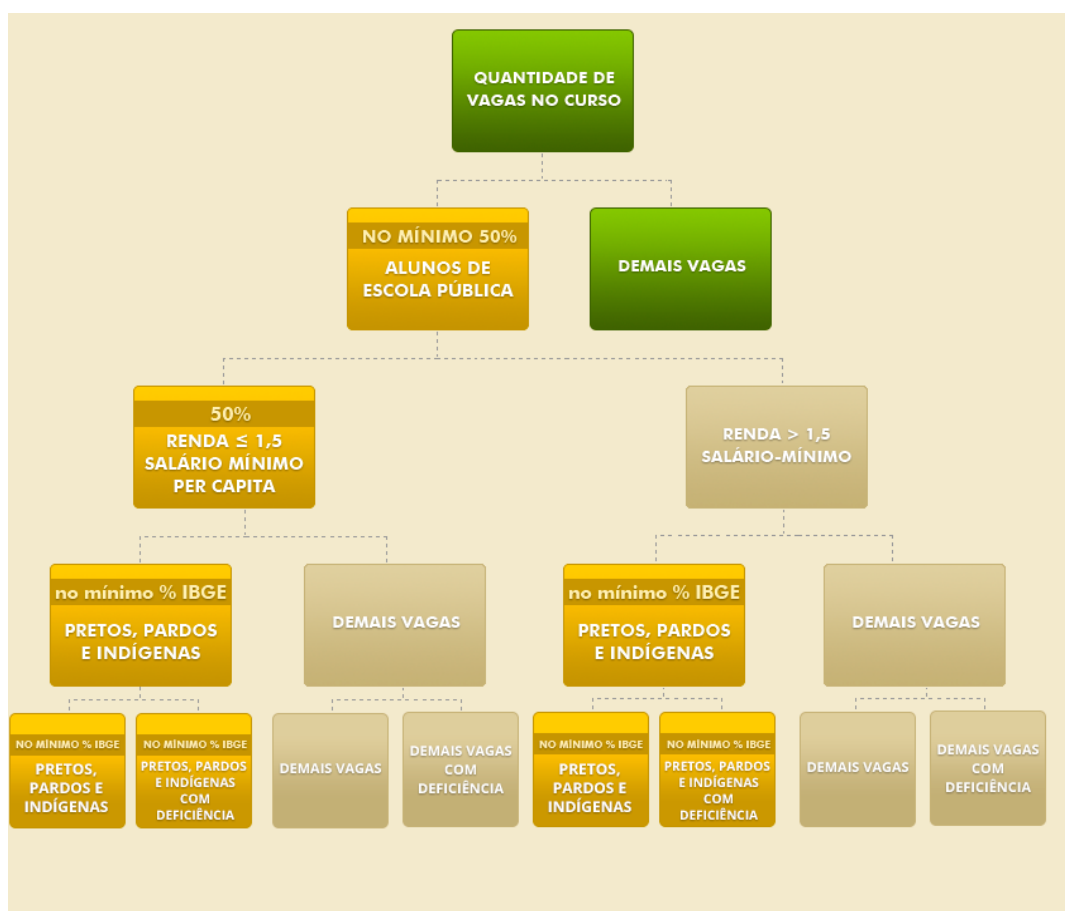 QUANTIDADE DE
VAGAS NO CURSO
NO MÍNIMO 50%
ALUNOS DE
ESCOLA PÚBLICA
DEMAIS VAGAS
50%
RENDA ≤ 1,5
SALÁRIO MÍNIMO
PER CAPITA
RENDA > 1,5
SALÁRIO-MÍNIMO
no mínimo % IBGE
PRETOS, PARDOS
E INDÍGENAS
DEMAIS VAGAS
no mínimo % IBGE
PRETOS, PARDOS
E INDÍGENAS
DEMAIS VAGAS
NO MÍNIMO % IBGE
PRETOS,
PARDOS E
INDÍGENAS
NO MÍNIMO % IBGE
PRETOS, PARDOS
E INDÍGENAS
COM
DEFICIÊNCIA
DEMAIS VAGAS
DEMAIS VAGAS
COM
DEFICIÊNCIA
NO MÍNIMO % IBGE
PRETOS,
PARDOS E
INDÍGENAS
NO MÍNIMO % IBGE
PRETOS, PARDOS
E INDÍGENAS
COM
DEFICIÊNCIA
DEMAIS VAGAS
DEMAIS VAGAS
COM
DEFICIÊNCIA